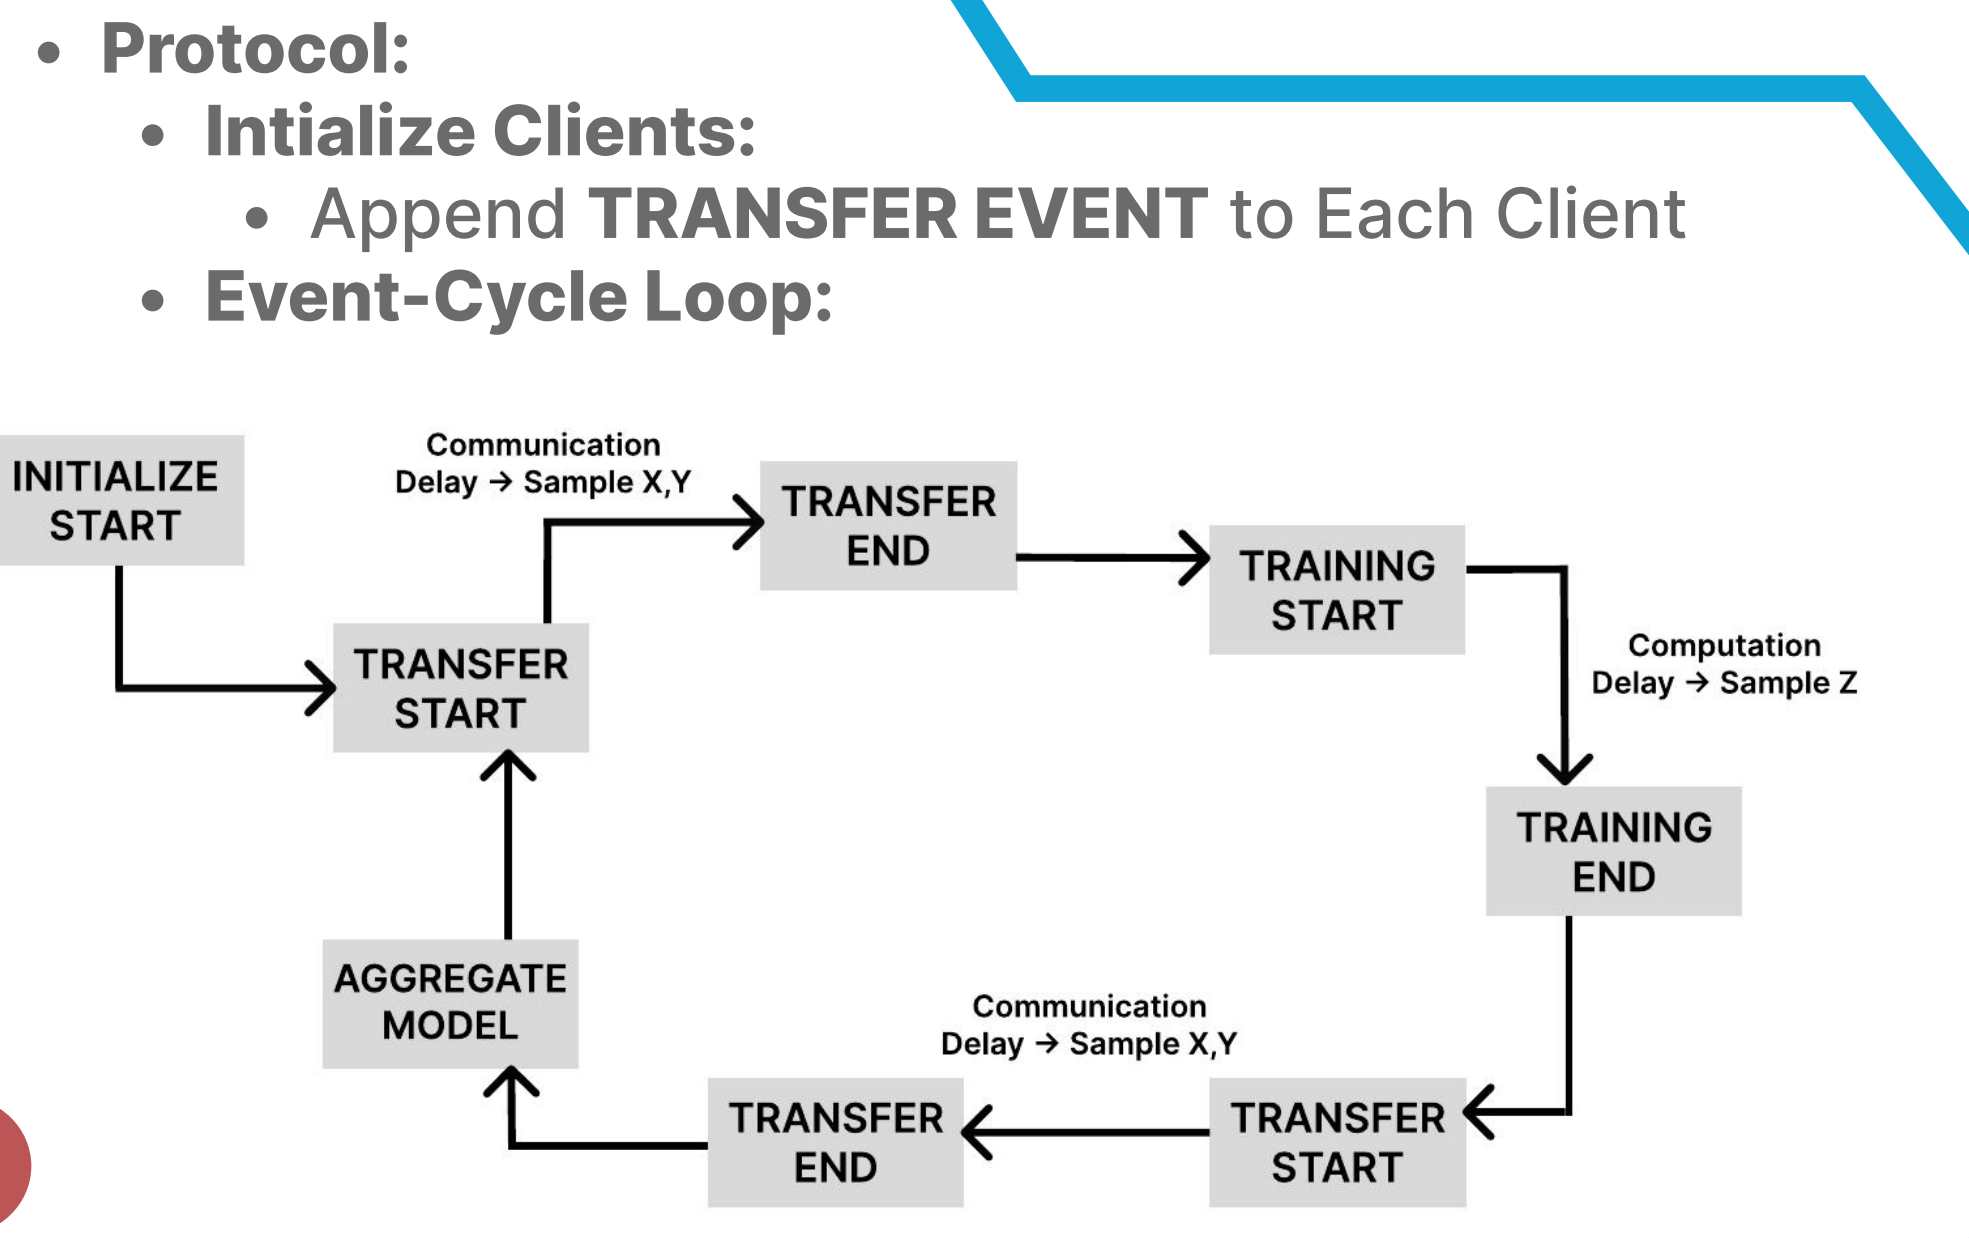 • Protocol:
• Intialize Clients:
• Append TRANSFER EVENT to Each Client
• Event-Cycle Loop:
INITIALIZE
START
Communication
Delay → Sample X,Y
TRANSFER
END
TRAINING
START
Computation
Delay → Sample Z
TRANSFER
START
TRAINING
END
AGGREGATE
MODEL
Communication
Delay → Sample X,Y
TRANSFER
END
TRANSFER
START